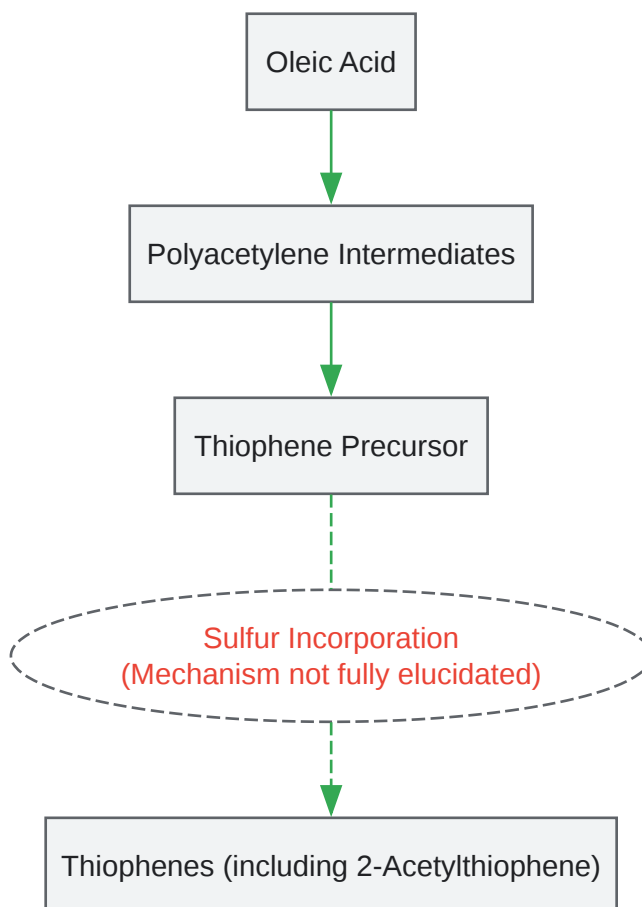 Oleic Acid
Polyacetylene Intermediates
Thiophene Precursor
Sulfur Incorporation
(Mechanism not fully elucidated)
Thiophenes (including 2-Acetylthiophene)